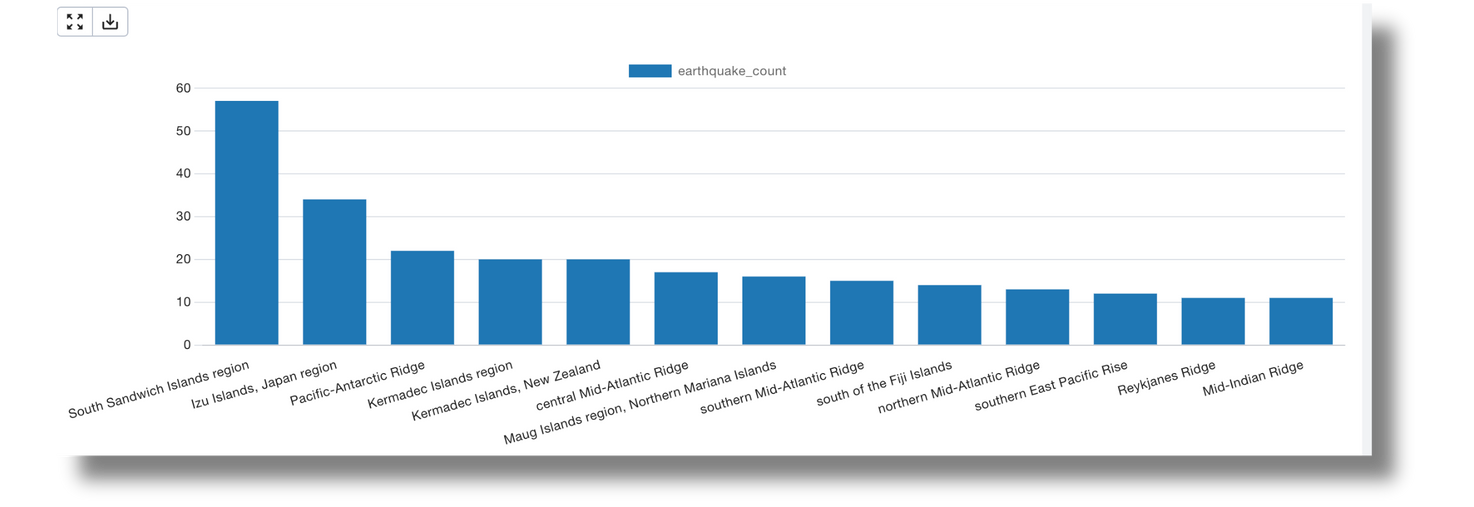 earthquake_count
60
50
40
30
20
10
0
South Sandwich Islands region
Izu Islands, Japan region
Pacific-Antarctic Ridge
Kermadec Islands region
Kermadec Islands, New Zealand
central Mid-Atlantic Ridge
Maug Islands region, Northern Mariana Islands
southern Mid-Atlantic Ridge
south of the Fiji Islands
northern Mid-Atlantic Ridge
southern East Pacific Rise
Reykjanes Ridge
Mid-Indian Ridge